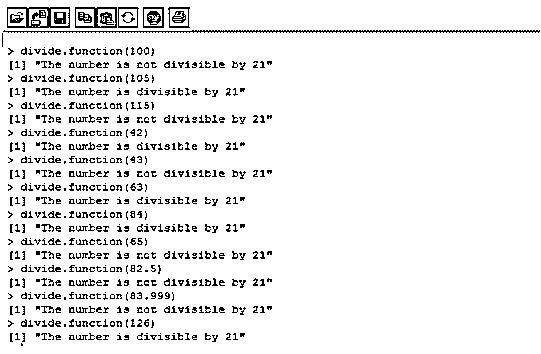 > divide.function(100)
[1] "The number is not divisible by 21"
> divide.function(105)
[1] "The number is divisible by 21"
> divide.function(115)
[1] "The number is not divisible by 21"
> divide.function(42)
[1] "The number is divisible by 21"
> divide.function(43)
[1] "The number is not divisible by 21"
> divide.function(63)
[1] "The number is divisible by 21"
> divide.function(84)
[1] "The number is divisible by 21"
> divide.function(65)
[1] "The number is not divisible by 21"
> divide.function(82.5)
[1] "The number is not divisible by 21"
> divide.function(83.999)
[1] "The number is not divisible by 21"
> divide.function(126)
[1] "The number is divisible by 21"